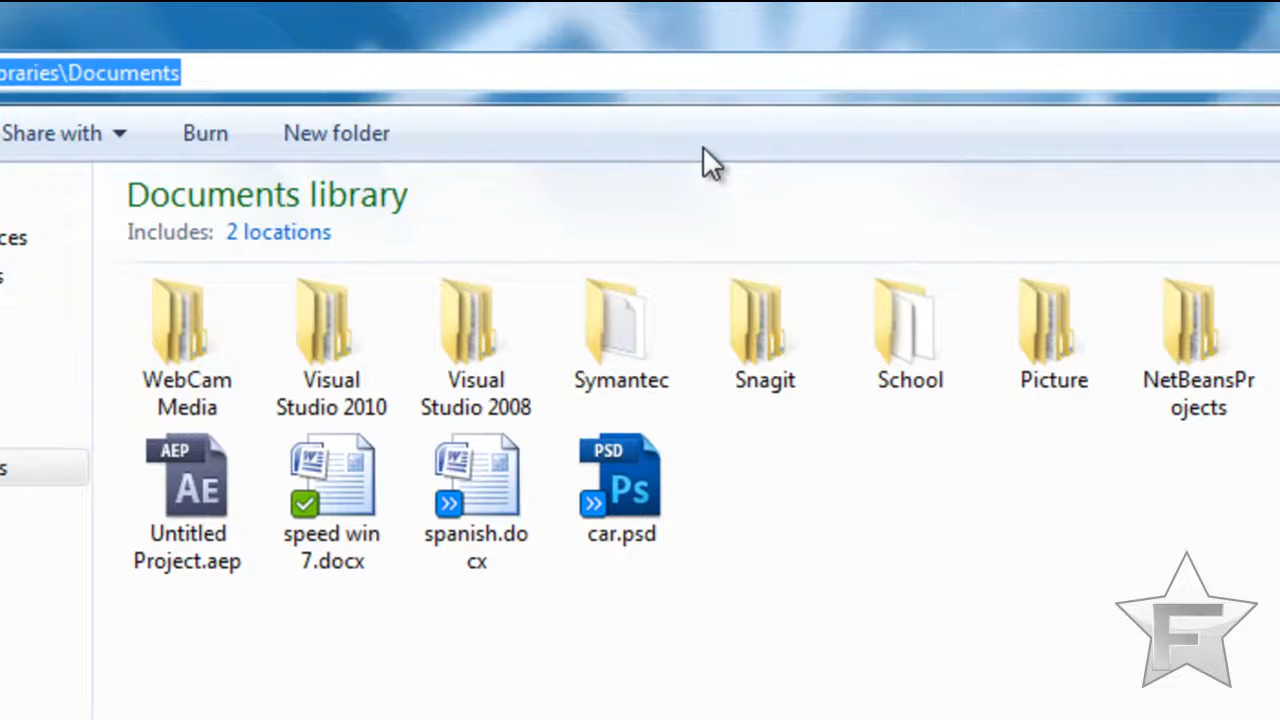 braries\Documents
Share with Burn New folder
Documents library
Includes: 2 locations
ces
s
WebCam Media
Visual Studio 2010
Visual Studio 2008
Symantec
Snagit
School
Picture
NetBeansPr
ojects
s
AEP
AE
Untitled
Project.aep
W
speed win
7.docx
W
spanish.do
cx
PSD
Ps
car.psd
F